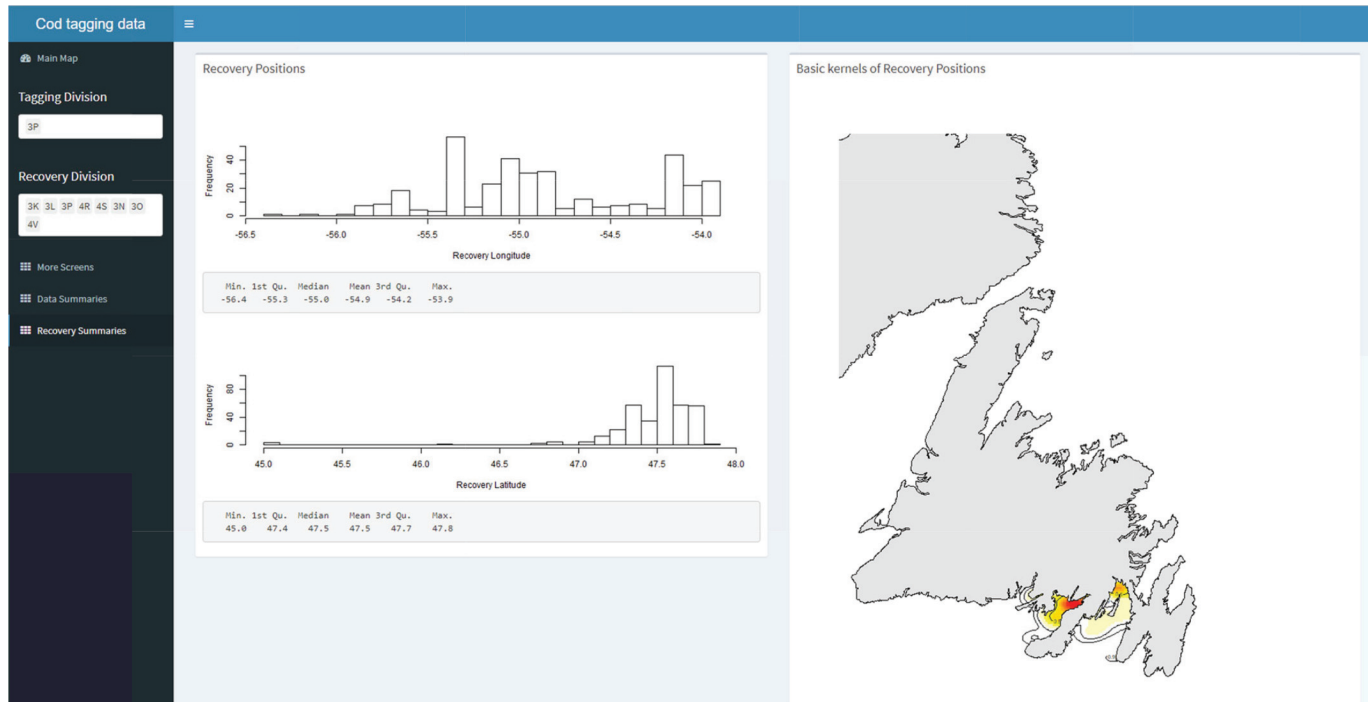 Cod tagging data
Main Map
Tagging Division
3P
Recovery Division
3K 3L 3P 4R 4S 3N 3O
4V
More Screens
Data Summaries
Recovery Summaries
Recovery Positions
Frequency
0 20 40
-56.5 -56.0 -55.5 -55.0 -54.5 -54.0
Recovery Longitude
Min. 1st Qu. Median Mean 3rd Qu. Max.
-56.4 -55.3 -55.0 -54.9 -54.2 -53.9
Frequency
0 40 80
45.0 45.5 46.0 46.5 47.0 47.5 48.0
Recovery Latitude
Min. 1st Qu. Median Mean 3rd Qu. Max.
45.0 47.4 47.5 47.5 47.7 47.8
Basic kernels of Recovery Positions